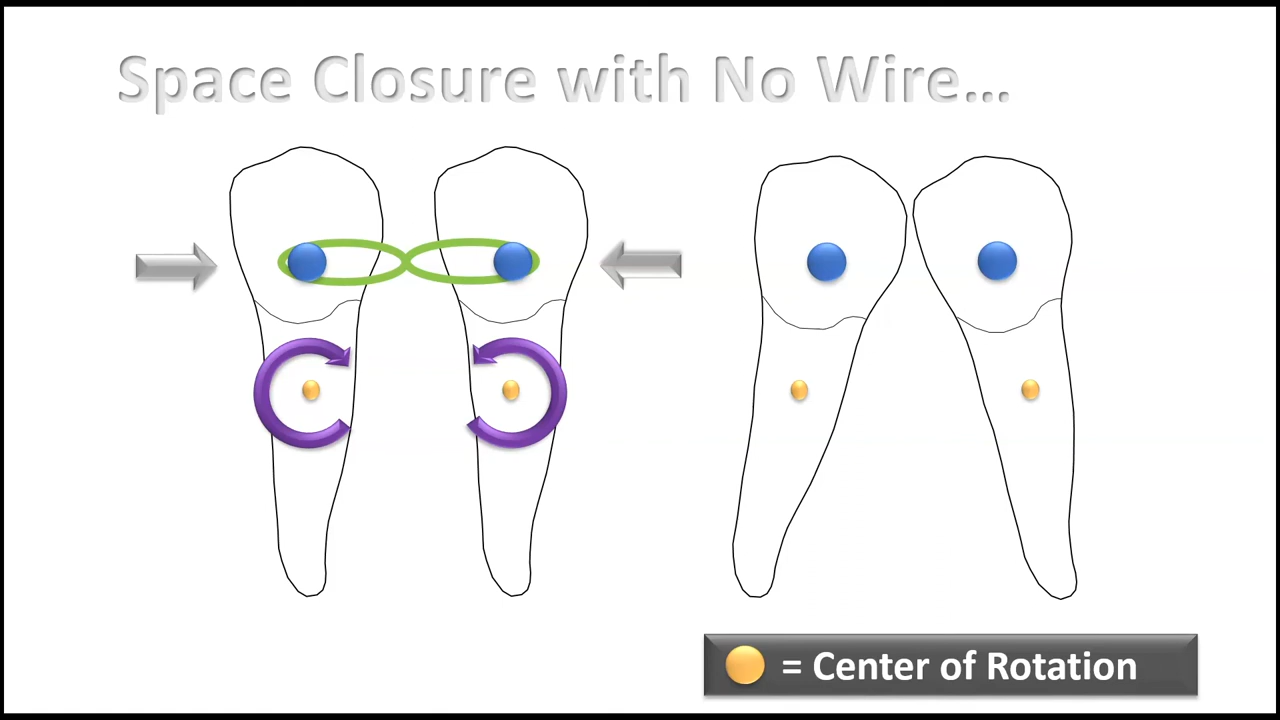 Space Closure with No Wire...
= Center of Rotation